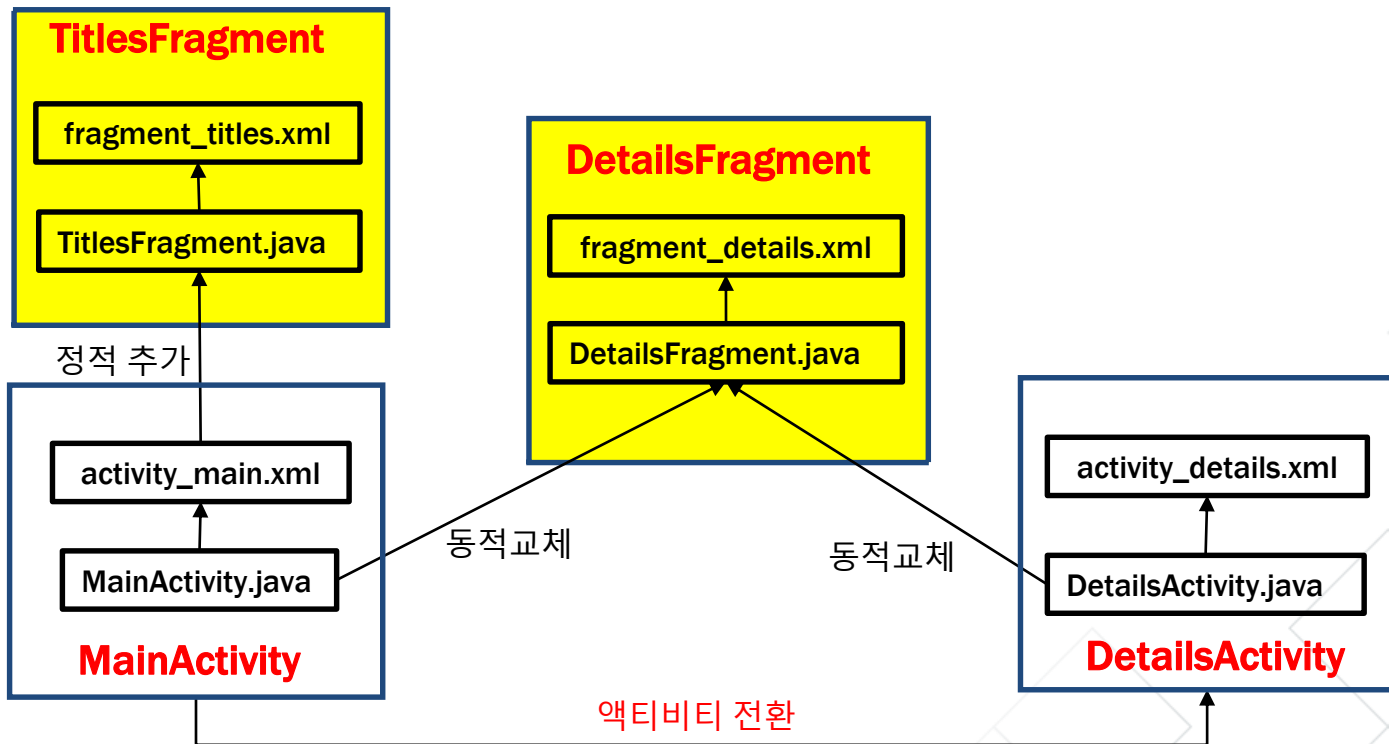 TitlesFragment
fragment_titles.xml
TitlesFragment.java
정적 추가
activity_main.xml
MainActivity.java
MainActivity
DetailsFragment
fragment_details.xml
DetailsFragment.java
동적교체
동적교체
activity_details.xml
DetailsActivity.java
DetailsActivity
액티비티 전환